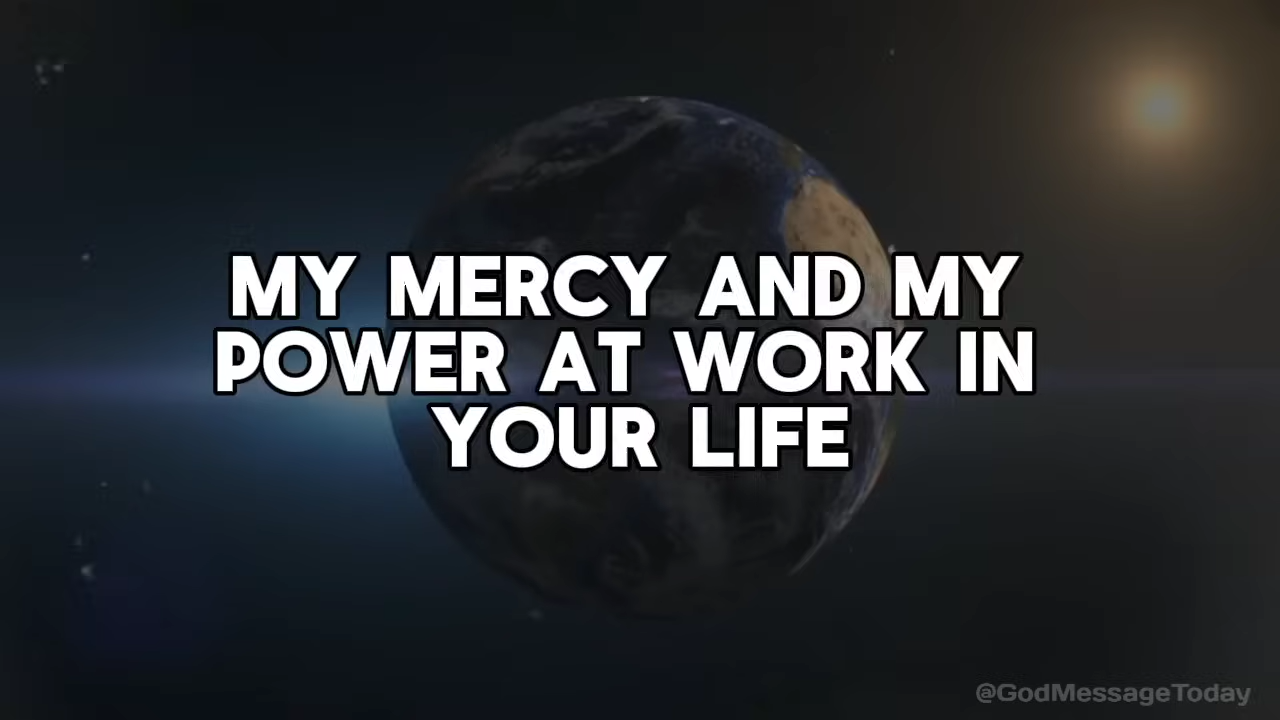 MY MERCY AND MY
POWER AT WORK IN
YOUR LIFE
@GodMessageToday